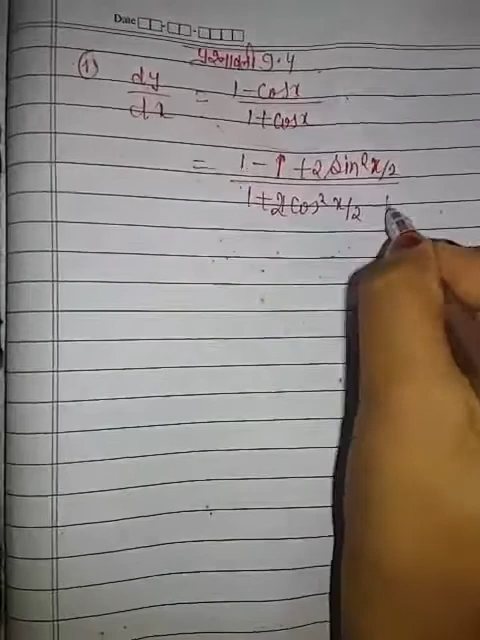 Date
प्रश्नावली 9.4
(1) dy/dx = 1-cosx / 1+cosx
= 1-1+2sin²x/2 / 1+2cos²x/2